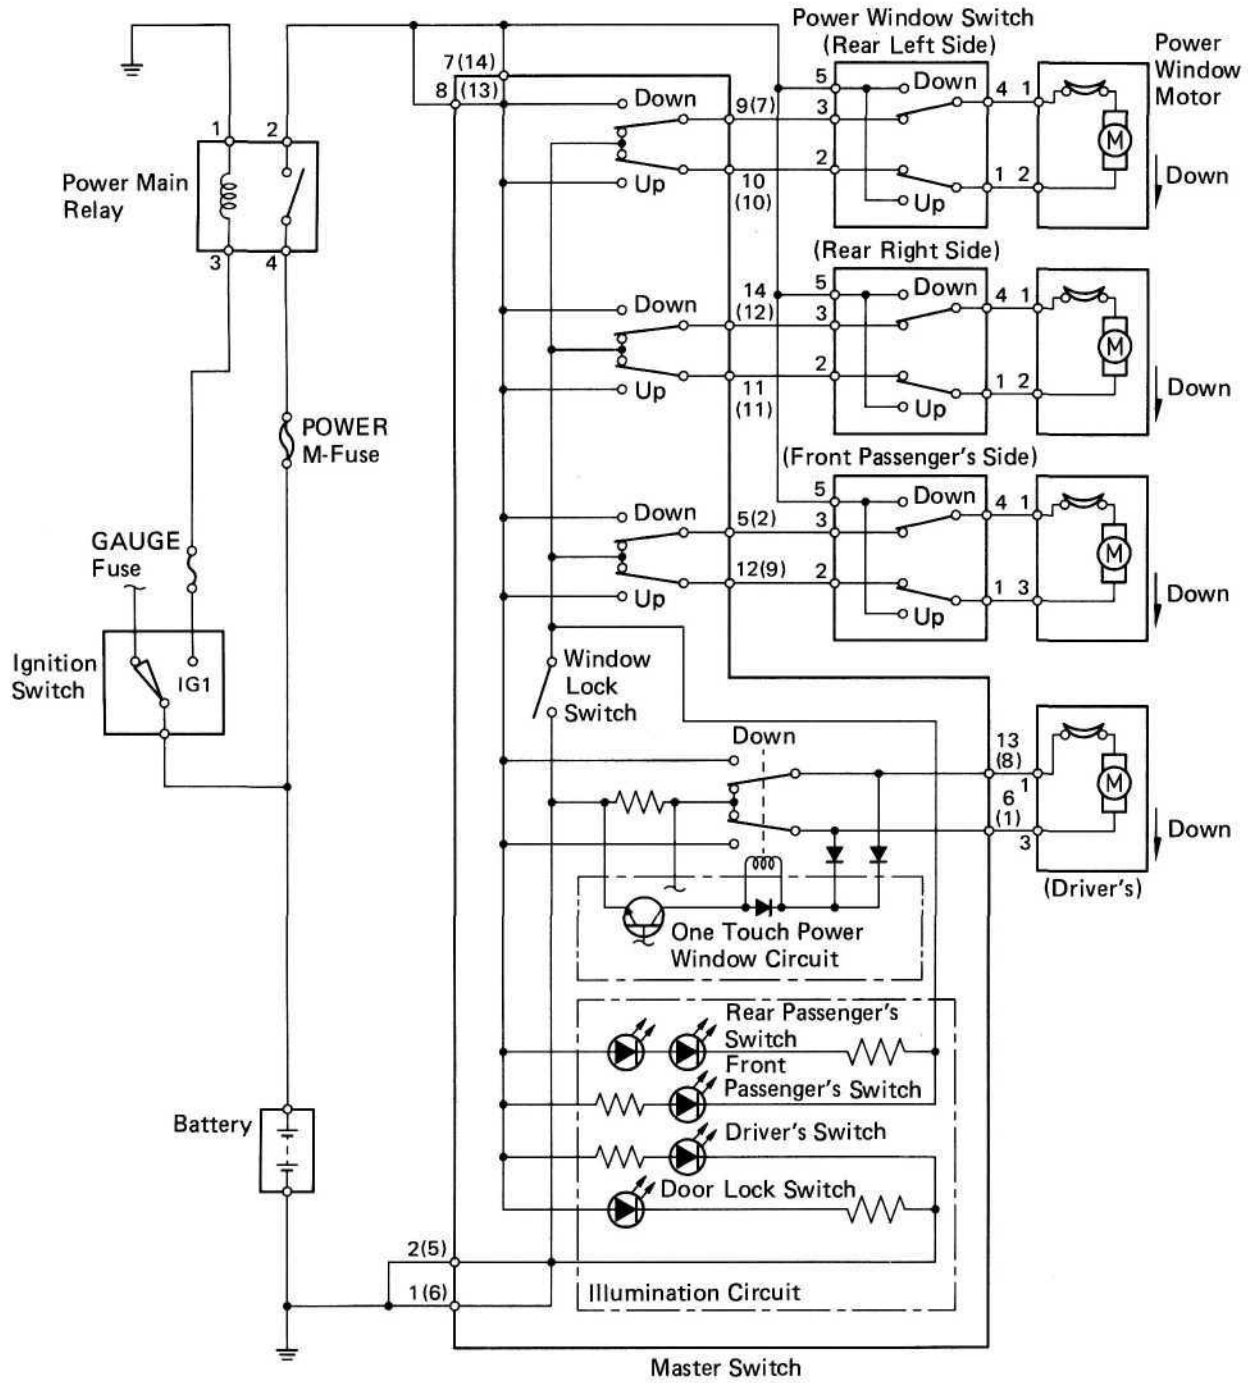 Power Window Switch
(Rear Left Side)
Power
Window
Motor
7(14)
8
(13)
Down
9(7)
10
(10)
Up
5
3
2
Down
Up
4
1
1
2
M
Down
1
2
3
4
Power Main
Relay
(Rear Right Side)
Down
Up
14
(12)
11
(11)
5
3
2
Down
Up
4
1
1
2
M
Down
POWER
M-Fuse
(Front Passenger's Side)
Down
Up
5(2)
12(9)
5
3
2
Down
Up
4
1
1
3
M
Down
GAUGE
Fuse
Ignition
Switch
IG1
Window
Lock
Switch
Down
13
(8)
1
6
(1)
3
M
Down
(Driver's)
One Touch Power
Window Circuit
Rear Passenger's
Switch
Front
Passenger's Switch
Driver's Switch
Door Lock Switch
Battery
2(5)
1(6)
Illumination Circuit
Master Switch